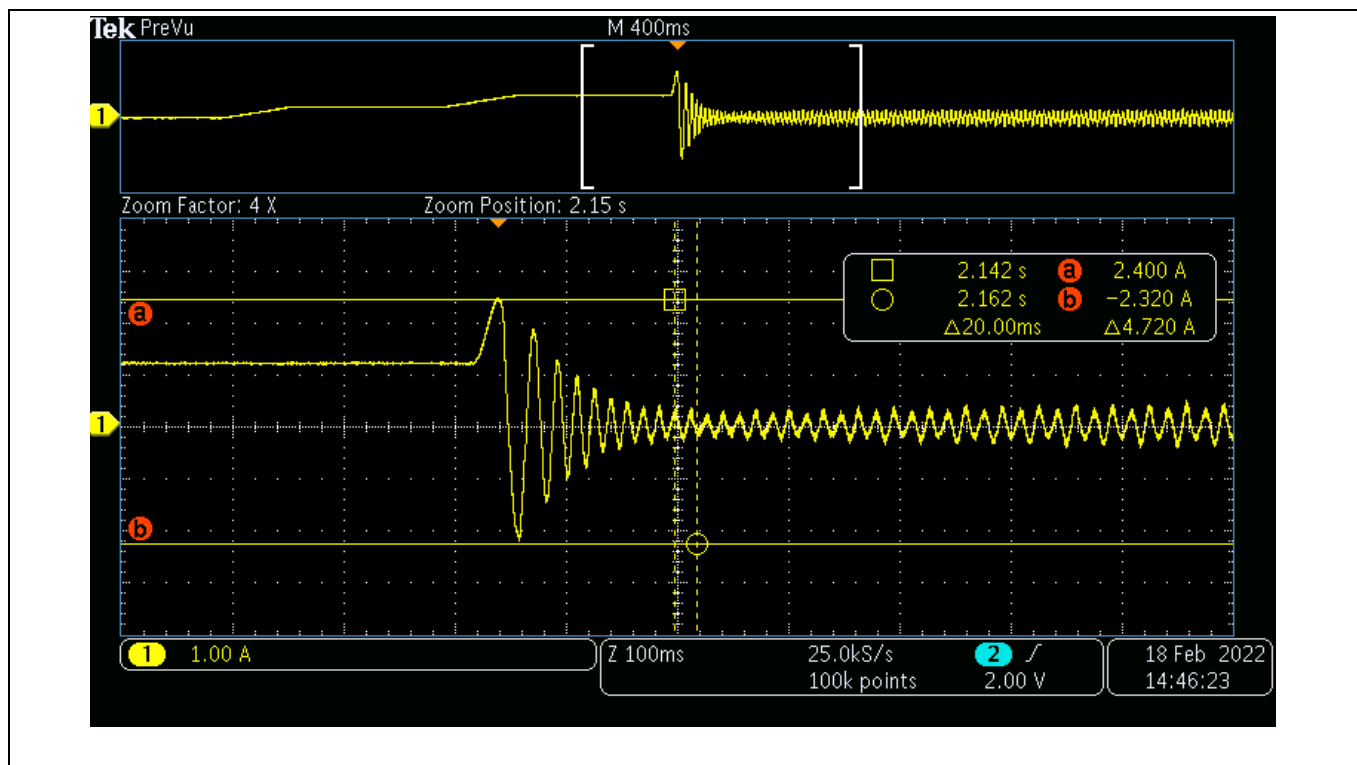 Tek PreVu M 400ms
1
Zoom Factor: 4 X Zoom Position: 2.15 s
2.142 s a 2.400 A
2.162 s b -2.320 A
Δ20.00ms Δ4.720 A
a
1
b
1 1.00 A
Z 100ms 25.0kS/s 2 2.00 V
100k points
18 Feb 2022
14:46:23